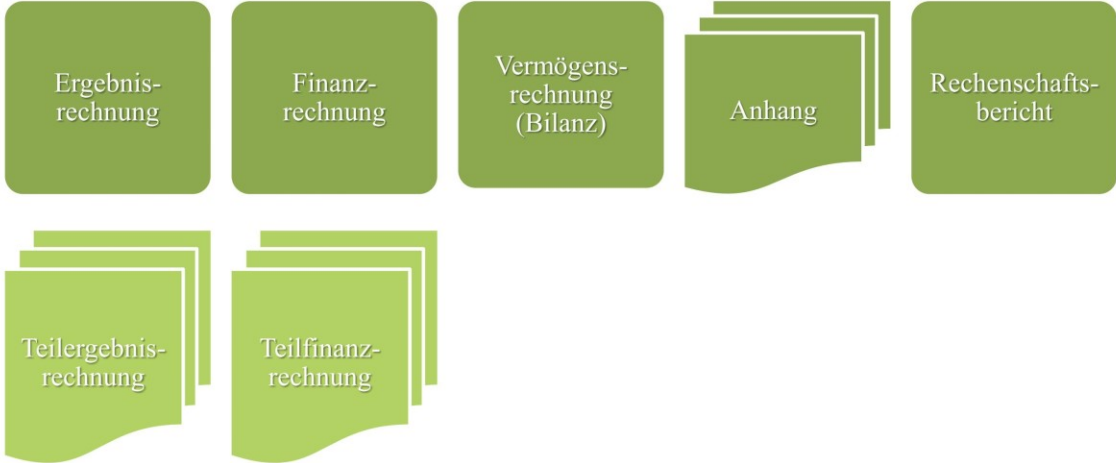 Ergebnis-
rechnung
Finanz-
rechnung
Vermögens-
rechnung
(Bilanz)
Anhang
Rechenschafts-
bericht
Teilergebnis-
rechnung
Teilfinanz-
rechnung